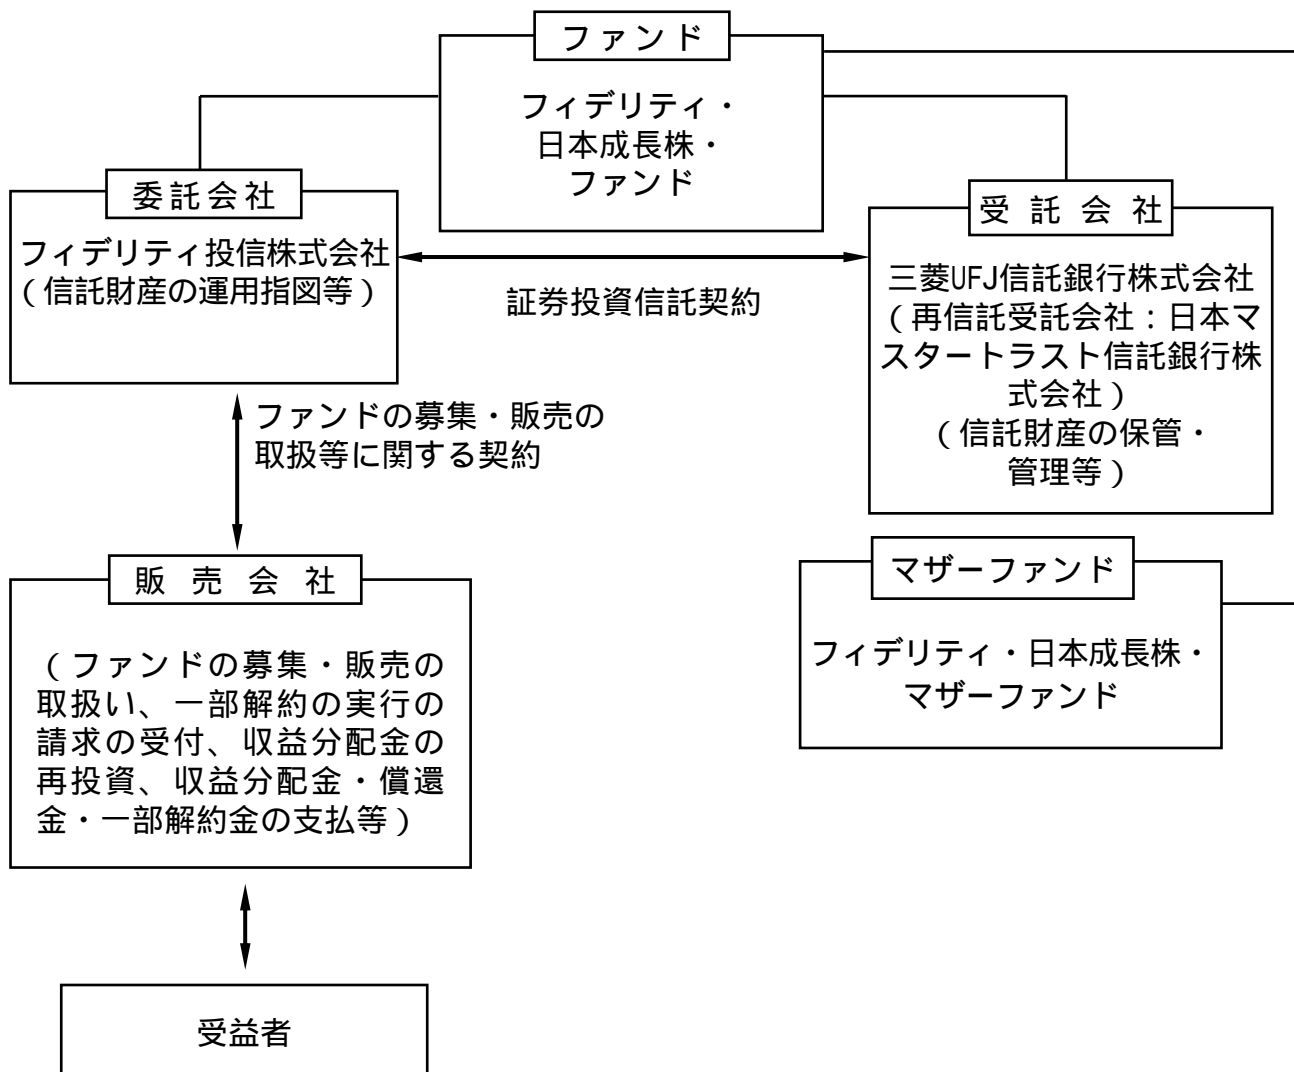 ファンド
フィデリティ・
日本成長株・
ファンド
委託会社
フィデリティ投信株式会社
(信託財産の運用指図等)
証券投資信託契約
受託会社
三菱UFJ信託銀行株式会社
(再信託受託会社:日本マ
スタートラスト信託銀行株
式会社)
(信託財産の保管・
管理等)
ファンドの募集・販売の
取扱等に関する契約
販売会社
(ファンドの募集・販売の
取扱い、一部解約の実行の
請求の受付、収益分配金の
再投資、収益分配金・償還
金・一部解約金の支払等)
マザーファンド
フィデリティ・日本成長株・
マザーファンド
受益者